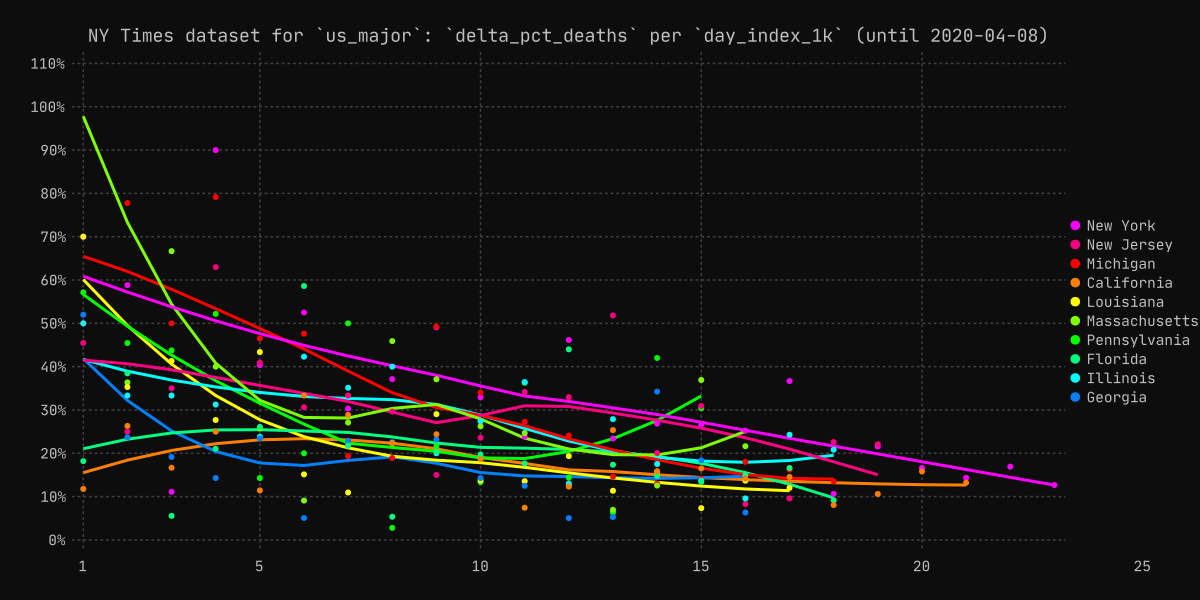 NY Times dataset for `us_major`: `delta_pct_deaths` per `day_index_1k` (until 2020-04-08)
110%
100%
90%
80%
70%
60%
50%
40%
30%
20%
10%
0%
1 5 10 15 20 25
New York
New Jersey
Michigan
California
Louisiana
Massachusetts
Pennsylvania
Florida
Illinois
Georgia